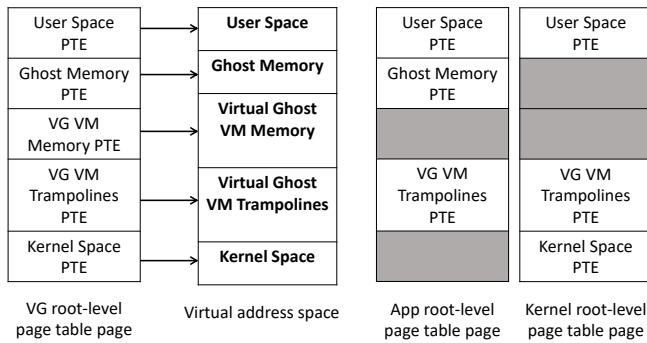 User Space
PTE
Ghost Memory
PTE
VG VM
Memory PTE
VG VM
Trampolines
PTE
Kernel Space
PTE
VG root-level
page table page
User Space
Ghost Memory
Virtual Ghost
VM Memory
Virtual Ghost
VM Trampolines
Kernel Space
Virtual address space
User Space
PTE
Ghost Memory
PTE
VG VM
Trampolines
PTE
App root-level
page table page
User Space
PTE
VG VM
Trampolines
PTE
Kernel Space
PTE
Kernel root-level
page table page